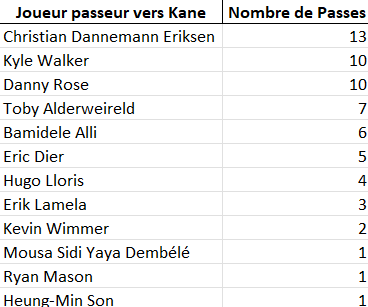 Joueur passeur vers Kane Nombre de Passes
Christian Dannemann Eriksen 13
Kyle Walker 10
Danny Rose 10
Toby Alderweireld 7
Bamidele Alli 6
Eric Dier 5
Hugo Lloris 4
Erik Lamela 3
Kevin Wimmer 2
Mousa Sidi Yaya Dembélé 1
Ryan Mason 1
Heung-Min Son 1